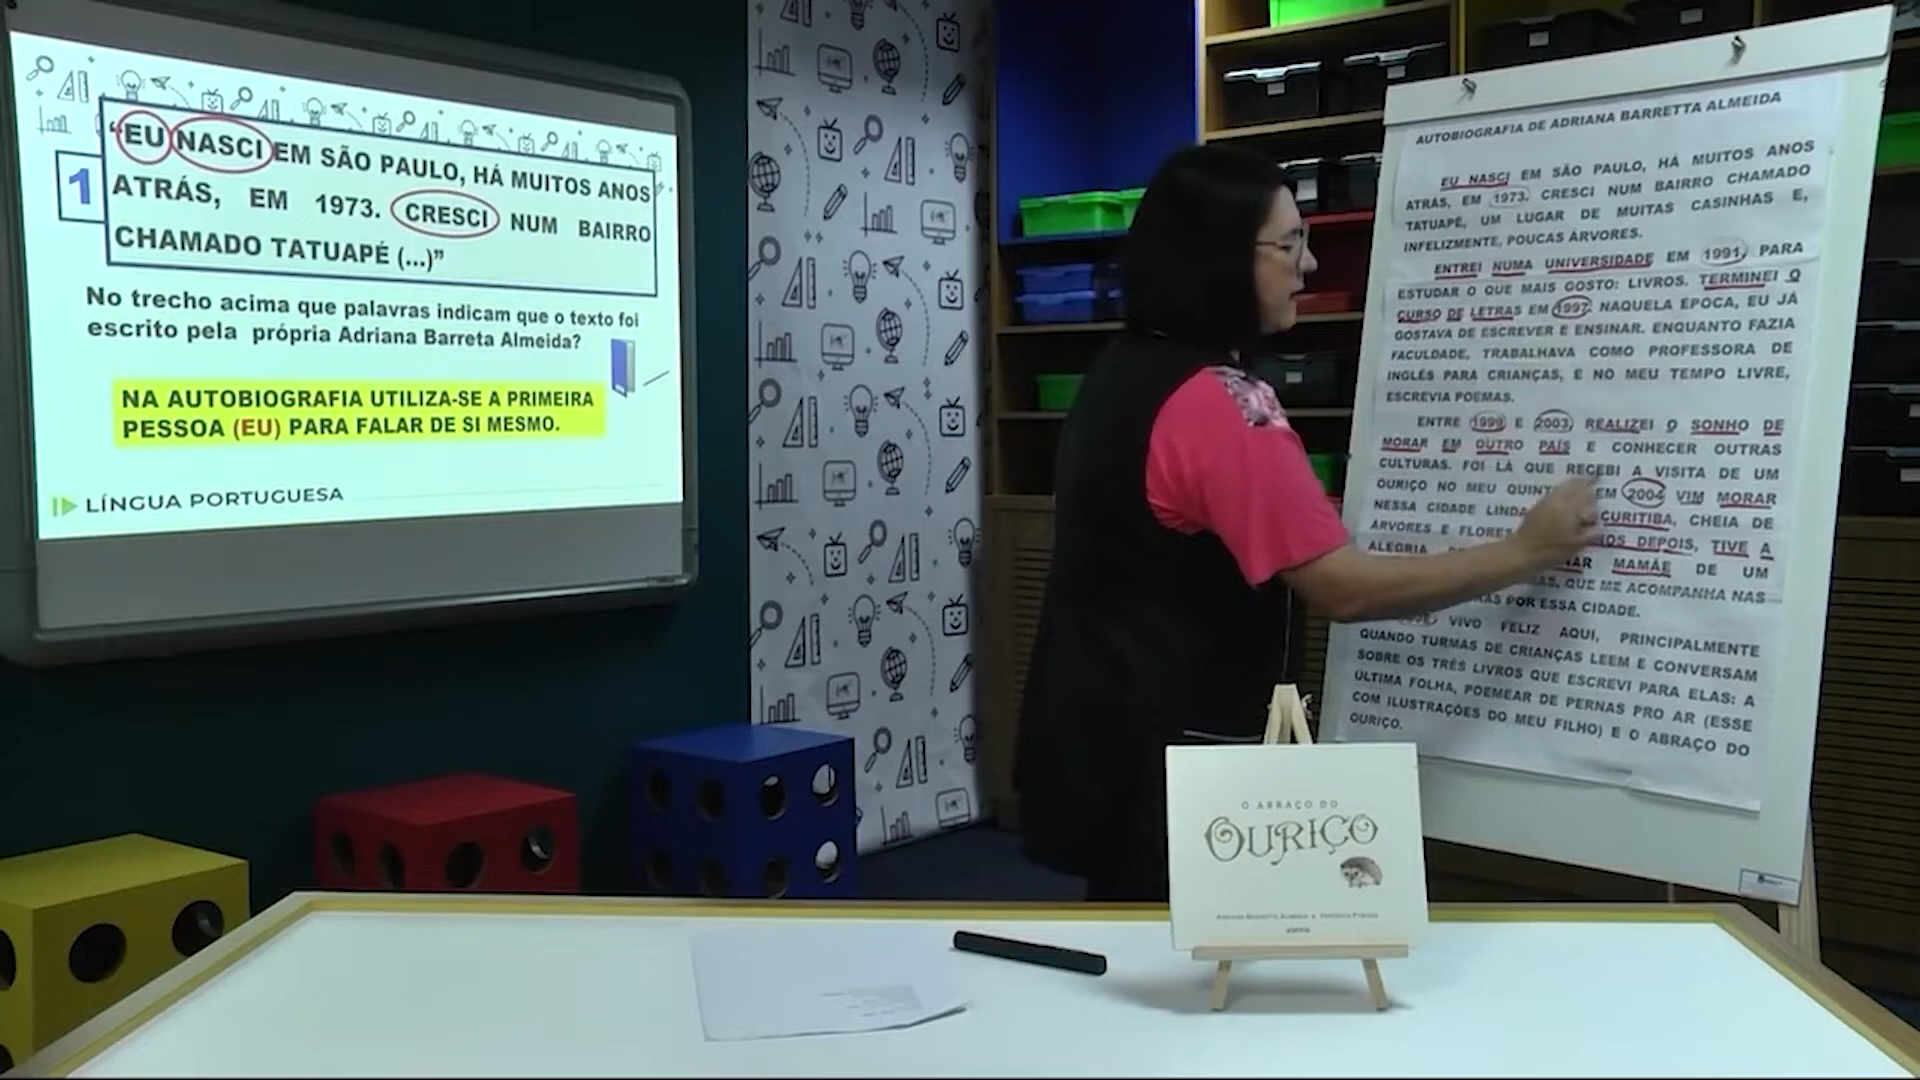 "EU NASCI EM SÃO PAULO, HÁ MUITOS ANOS
1 ATRÁS, EM 1973. CRESCI NUM BAIRRO
CHAMADO TATUAPÉ (...)"
No trecho acima que palavras indicam que o texto foi
escrito pela própria Adriana Barreta Almeida?
NA AUTOBIOGRAFIA UTILIZA-SE A PRIMEIRA
PESSOA (EU) PARA FALAR DE SI MESMO.
LÍNGUA PORTUGUESA
AUTOBIOGRAFIA DE ADRIANA BARRETTA ALMEIDA
EU NASCI EM SÃO PAULO, HÁ MUITOS ANOS
ATRÁS, EM 1973. CRESCI NUM BAIRRO CHAMADO
TATUAPÉ, UM LUGAR DE MUITAS CASINHAS E,
INFELIZMENTE, POUCAS ÁRVORES.
ENTREI NUMA UNIVERSIDADE EM 1991, PARA
ESTUDAR O QUE MAIS GOSTO: LIVROS. TERMINEI O
CURSO DE LETRAS EM 1997. NAQUELA ÉPOCA, EU JÁ
GOSTAVA DE ESCREVER E ENSINAR. ENQUANTO FAZIA
FACULDADE, TRABALHAVA COMO PROFESSORA DE
INGLÊS PARA CRIANÇAS, E NO MEU TEMPO LIVRE,
ESCREVIA POEMAS.
ENTRE 1999 E 2003, REALIZEI O SONHO DE
MORAR EM OUTRO PAÍS E CONHECER OUTRAS
CULTURAS. FOI LÁ QUE RECEBI A VISITA DE UM
OURIÇO NO MEU EM 2004 VIM MORAR
NESSA CIDADE LINDA CURITIBA, CHEIA DE
ÁRVORES E FLORES DEPOIS, TIVE A
ALEGRIA MAMÃE DE UM
QUE ME ACOMPANHA NAS
POR ESSA CIDADE.
VIVO FELIZ AQUI, PRINCIPALMENTE
QUANDO TURMAS DE CRIANÇAS LEEM E CONVERSAM
SOBRE OS TRÊS LIVROS QUE ESCREVI PARA ELAS: A
ÚLTIMA FOLHA, POEMEAR DE PERNAS PRO AR (ESSE
COM ILUSTRAÇÕES DO MEU FILHO) E O ABRAÇO DO
OURIÇO.
O ABRAÇO DO
OURIÇO